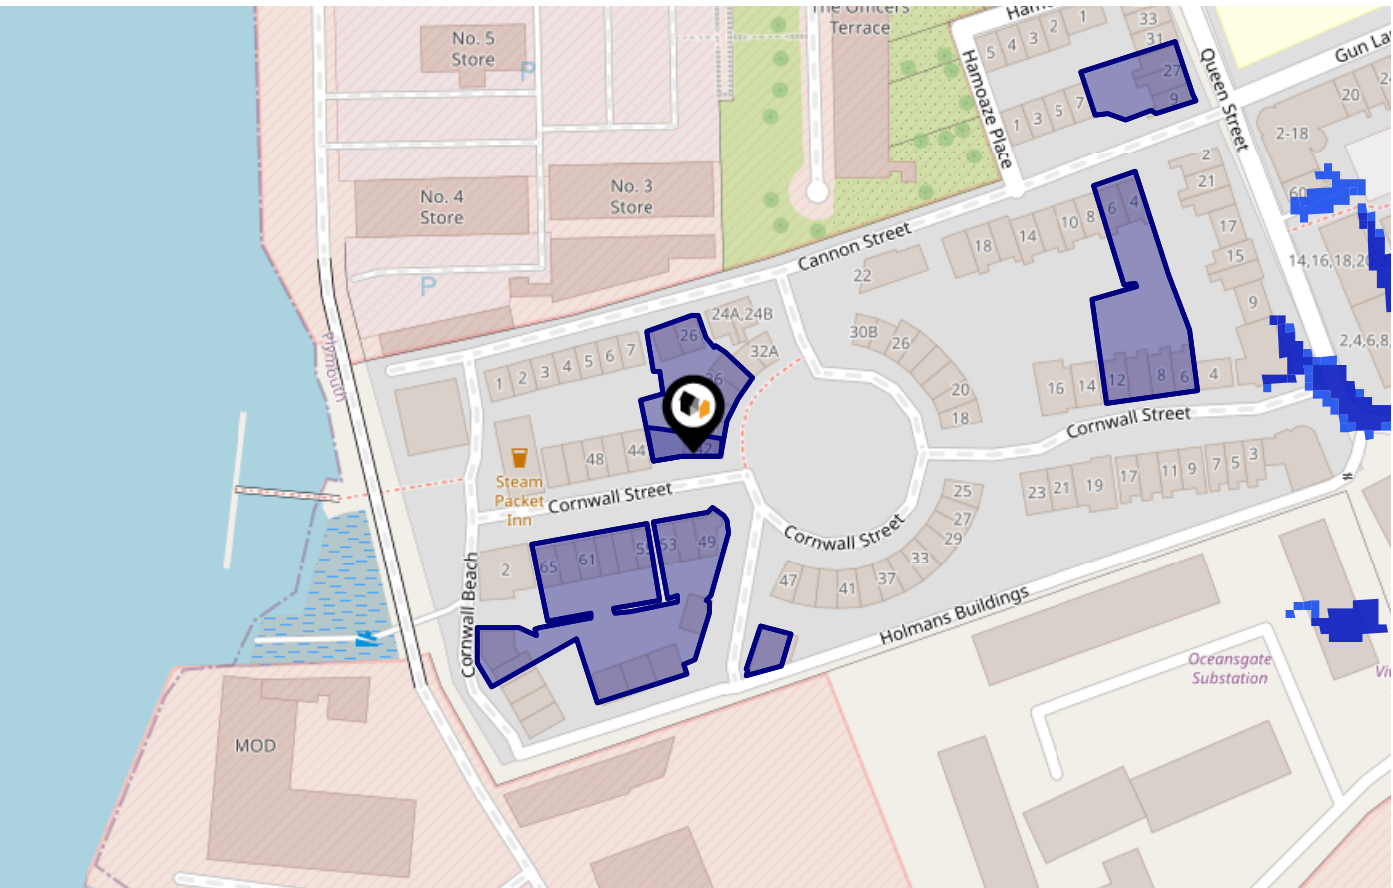 The Officers'
Terrace
No. 5
Store
P
5
4
3
2
1
33
31
27
9
Hamoaze Place
1
3
5
7
Queen Street
Gun La
20
2-18
60
No. 4
Store
No. 3
Store
P
Cannon Street
22
18
14
10
8
6
4
2
21
17
15
9
14,16,18,20
2,4,6,8,
Plymouth
1
2
3
4
5
6
7
26
24A,24B
32A
36
30B
26
20
18
16
14
12
8
6
4
Cornwall Street
Steam
Packet
Inn
48
44
42
Cornwall Street
Cornwall Street
25
27
29
33
37
41
47
23
21
19
17
11
9
7
5
3
2
65
61
55
53
49
Cornwall Beach
Holmans Buildings
Oceansgate
Substation
MOD